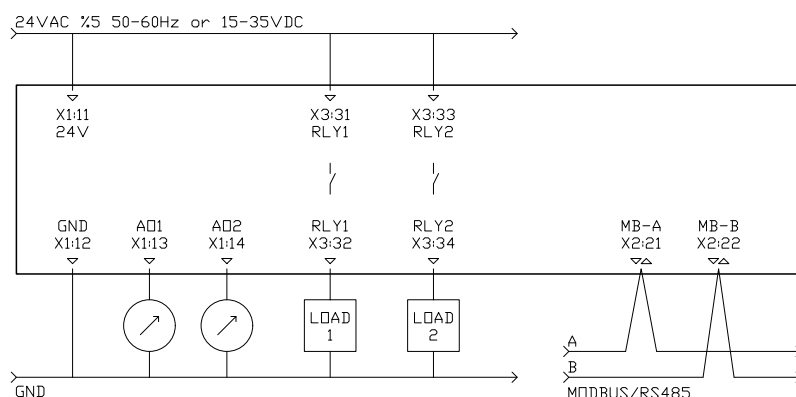 24VAC %5 50-60Hz or 15-35VDC
X1:11 X3:31 X3:33
24V RLY1 RLY2
GND AO1 AO2 RLY1 RLY2 MB-A MB-B
X1:12 X1:13 X1:14 X3:32 X3:34 X2:21 X2:22
LOAD LOAD
1 2
A
B
GND MODBUS/RS485